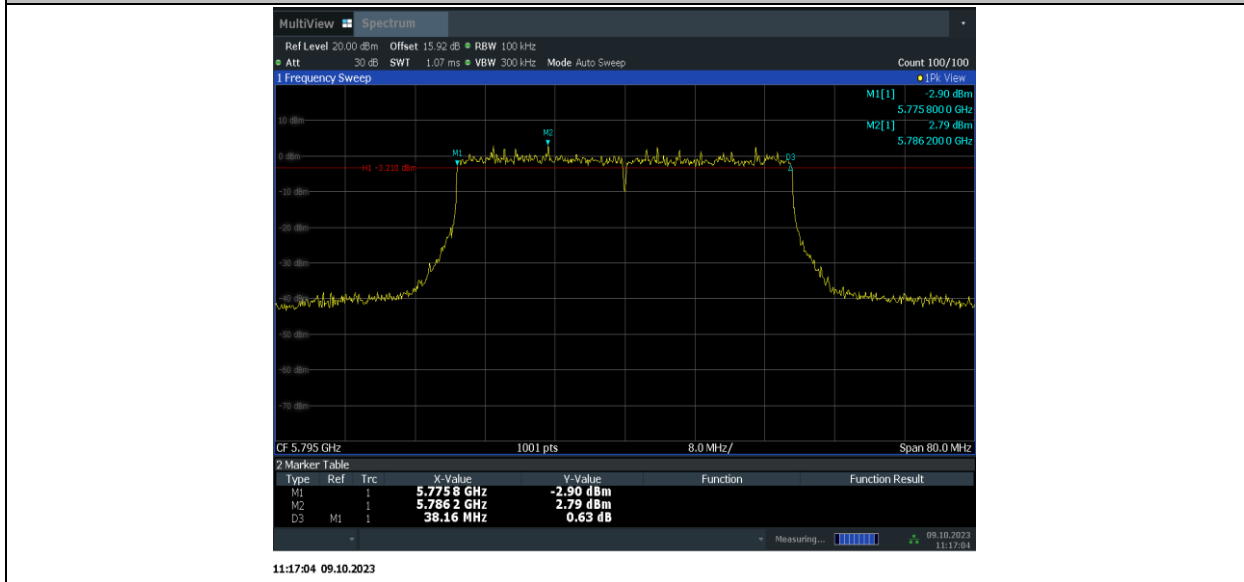 MultiView Spectrum
Ref Level 20.00 dBm Offset 15.92 dB RBW 100 kHz
Att 30 dB SWT 1.07 ms VBW 300 kHz Mode Auto Sweep Count 100/100
1 Frequency Sweep 1Pk View
M1[1] -2.90 dBm
5.775 800 0 GHz
10 dBm
M2[1] 2.79 dBm
M2
5.786 200 0 GHz
0 dBm
M1
D3
-10 dBm
-20 dBm
-30 dBm
-40 dBm
-50 dBm
-60 dBm
-70 dBm
CF 5.795 GHz 1001 pts 8.0 MHz/ Span 80.0 MHz
2 Marker Table
Type Ref Trc X-Value Y-Value Function Function Result
M1 1 5.775 8 GHz -2.90 dBm
M2 1 5.786 2 GHz 2.79 dBm
D3 M1 1 38.16 MHz 0.63 dB
Measuring... 09.10.2023
11:17:04
11:17:04 09.10.2023